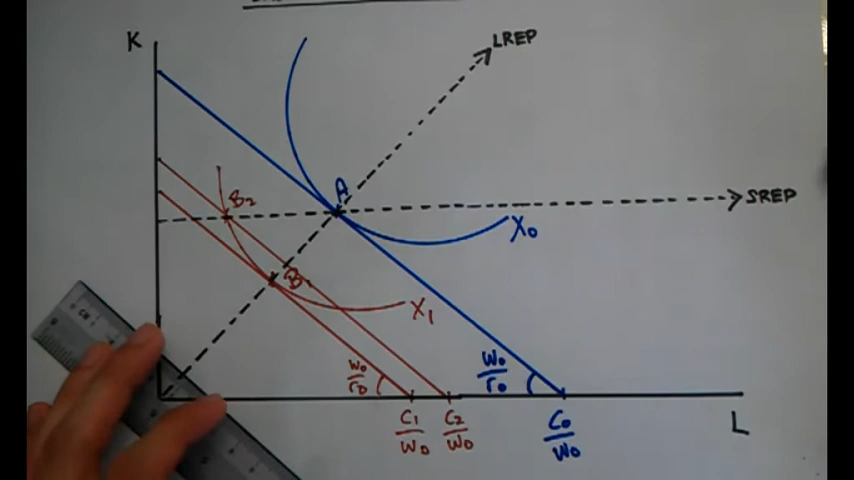 K
LREP
A
B₂
SREP
X₀
B₁
X₁
W₀
r₀
W₀
r₀
C₁
W₀
C₂
W₀
C₀
W₀
L